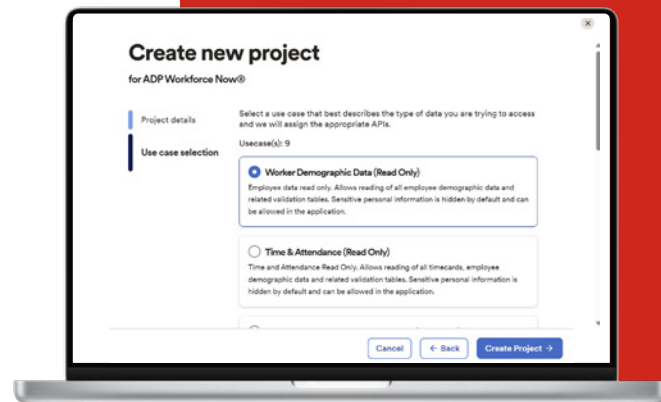 Create new project
for ADP Workforce Now®
Project details
Use case selection
Select a use case that best describes the type of data you are trying to access
and we will assign the appropriate APIs.
Usecase(s): 9
Worker Demographic Data (Read Only)
Employee data read only. Allows reading of all employee demographic data and
related validation tables. Sensitive personal information is hidden by default and can
be allowed in the application.
Time & Attendance (Read Only)
Time and Attendance Read Only. Allows reading of all timecards, employee
demographic data and related validation tables. Sensitive personal information is
hidden by default and can be allowed in the application.
Cancel
← Back
Create Project →